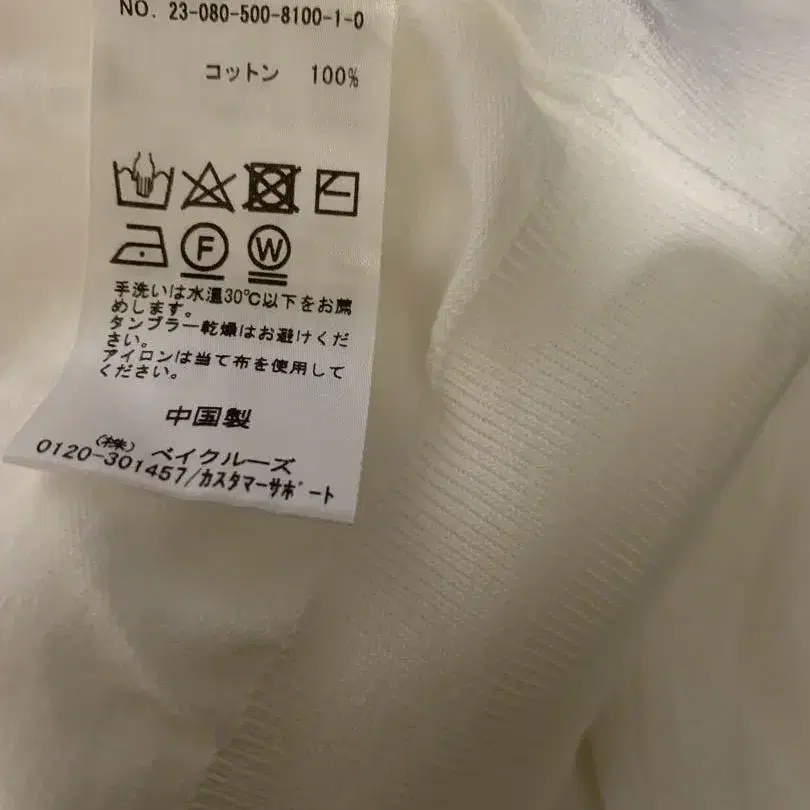 NO. 23-080-500-8100-1-0
コットン 100%
F W
手洗いは水温30℃以下をお薦
めします。
タンブラー乾燥はお避けくだ
さい。
アイロンは当て布を使用して
ください。
中国製
(株) ベイクルーズ
0120-301457/カスタマーサポート